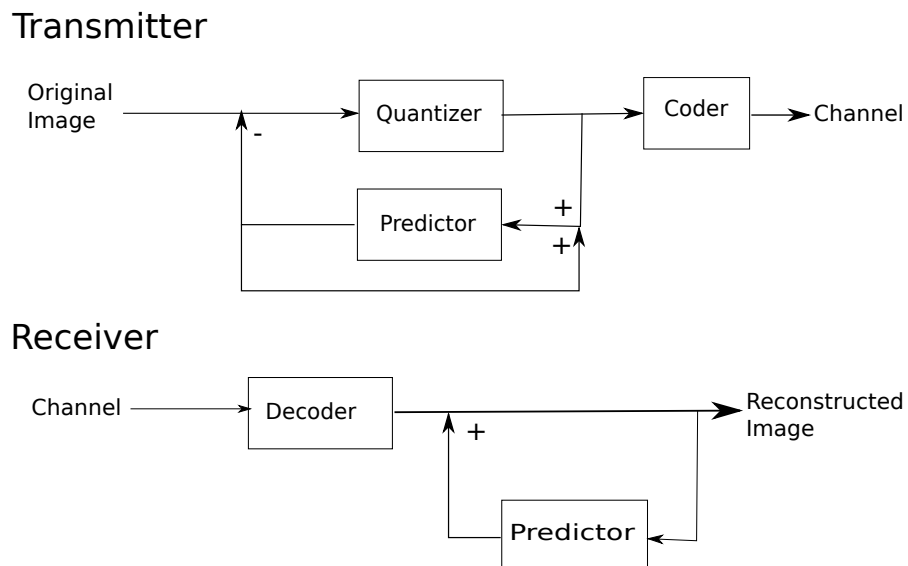 Transmitter
Original
Image
-
Quantizer
Coder
Channel
Predictor
+
+
Receiver
Channel
Decoder
+
Reconstructed
Image
Predictor